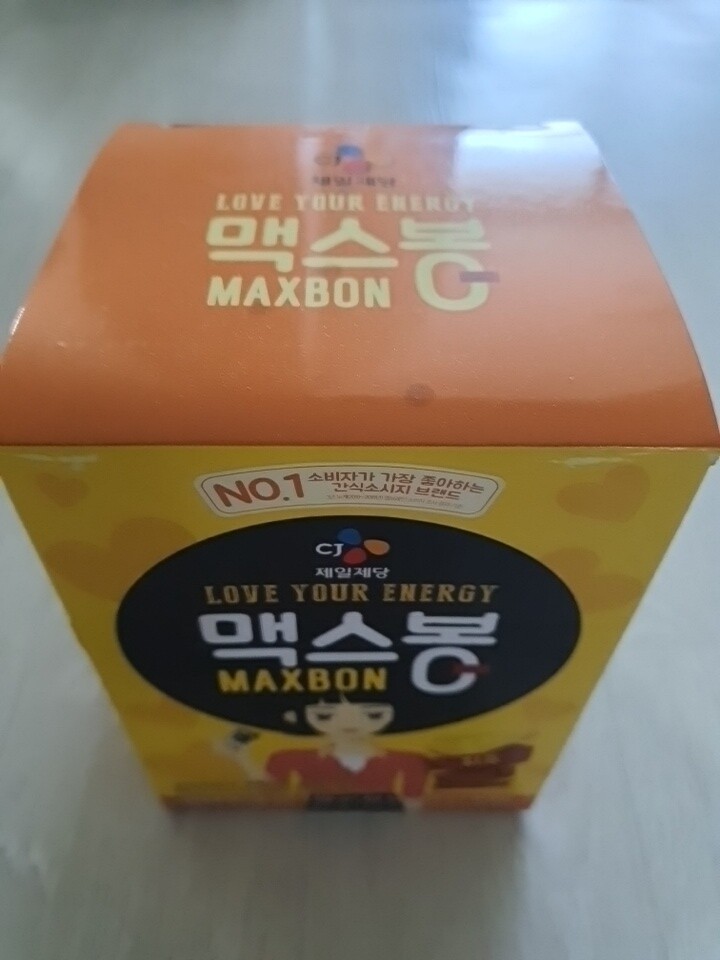 CJ
제일제당
LOVE YOUR ENERGY
맥스봉
MAXBON
NO.1 소비자가 가장 좋아하는
간식소시지 브랜드
CJ
제일제당
LOVE YOUR ENERGY
맥스봉
MAXBON